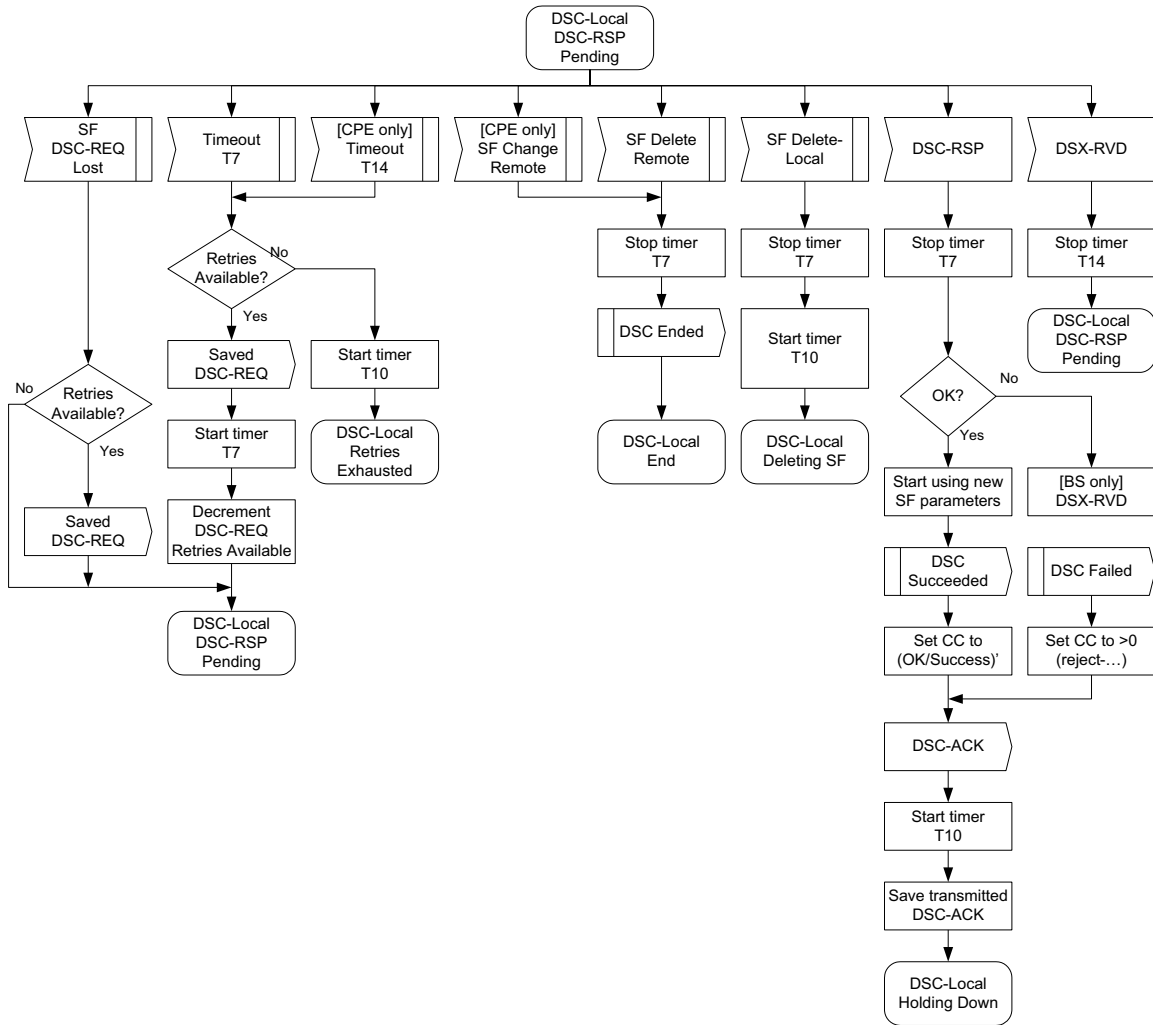 DSC-Local
DSC-RSP
Pending
SF
DSC-REQ
Lost
Timeout
T7
[CPE only]
Timeout
T14
[CPE only]
SF Change
Remote
SF Delete
Remote
SF Delete-
Local
DSC-RSP
DSX-RVD
Retries
Available?
No
Yes
Stop timer
T7
Stop timer
T7
Stop timer
T7
Stop timer
T14
Saved
DSC-REQ
Start timer
T10
DSC Ended
Start timer
T10
DSC-Local
DSC-RSP
Pending
No
Retries
Available?
Yes
OK?
No
Yes
Start timer
T7
DSC-Local
Retries
Exhausted
DSC-Local
End
DSC-Local
Deleting SF
Start using new
SF parameters
[BS only]
DSX-RVD
Saved
DSC-REQ
Decrement
DSC-REQ
Retries Available
DSC
Succeeded
DSC Failed
DSC-Local
DSC-RSP
Pending
Set CC to
(OK/Success)'
Set CC to >0
(reject-…)
DSC-ACK
Start timer
T10
Save transmitted
DSC-ACK
DSC-Local
Holding Down